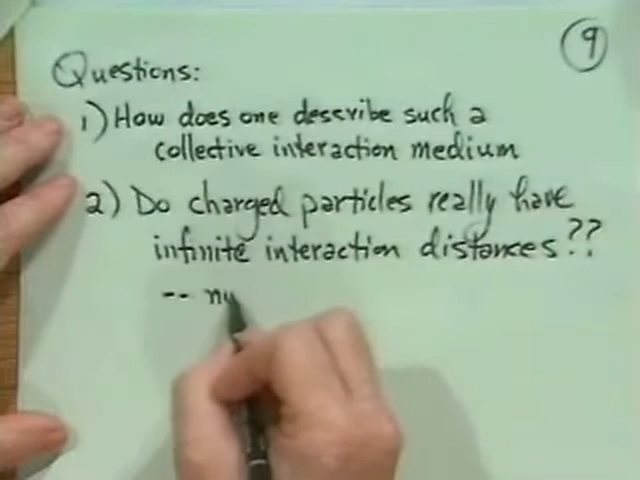 9
Questions:
1) How does one describe such a
collective interaction medium
2) Do charged particles really have
infinite interaction distances??
--